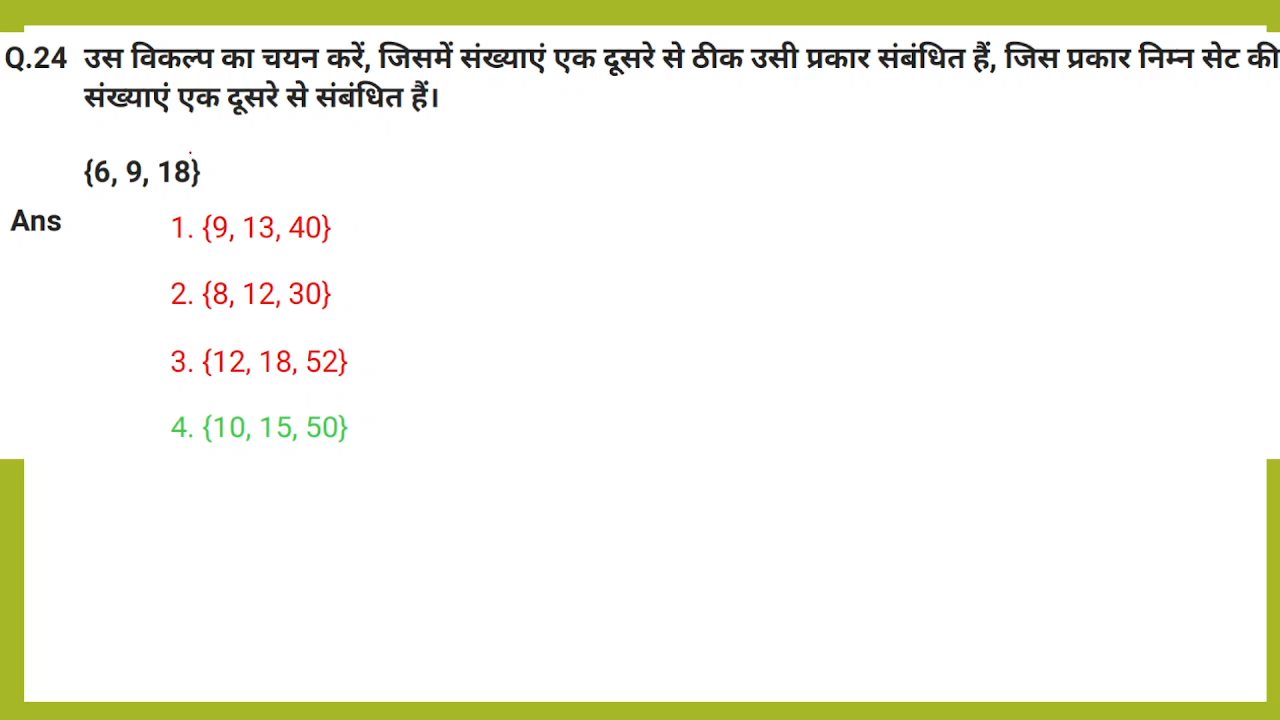 Q.24 उस विकल्प का चयन करें, जिसमें संख्याएं एक दूसरे से ठीक उसी प्रकार संबंधित हैं, जिस प्रकार निम्न सेट की
संख्याएं एक दूसरे से संबंधित हैं।
{6, 9, 18}
Ans
1. {9, 13, 40}
2. {8, 12, 30}
3. {12, 18, 52}
4. {10, 15, 50}